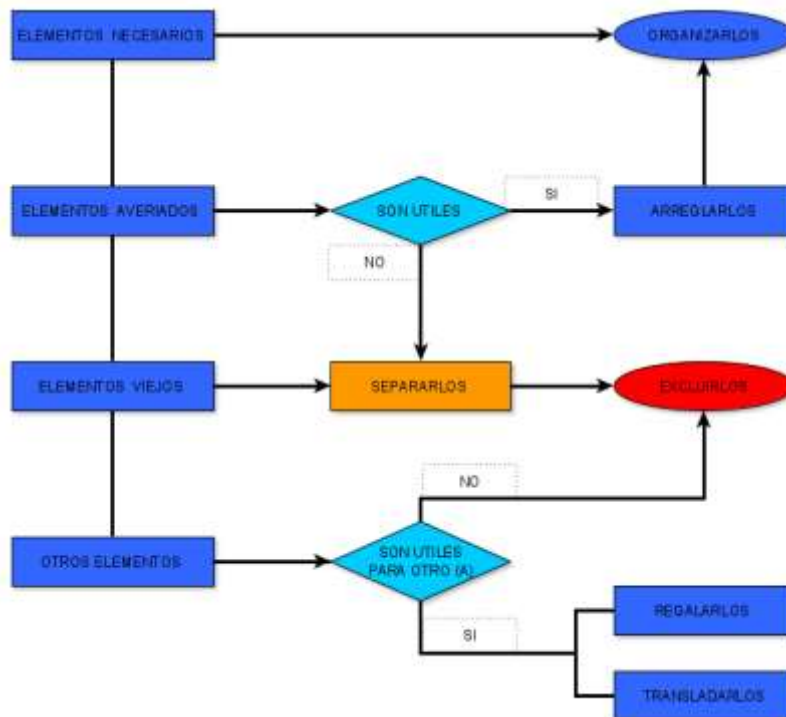 ELEMENTOS NECESARIOS
ORGANIZARLOS
ELEMENTOS AVERIADOS
SON UTILES
SI
ARREGLARLOS
NO
ELEMENTOS VIEJOS
SEPARARLOS
EXCLUIRLOS
NO
OTROS ELEMENTOS
SON UTILES
PARA OTRO (A)
SI
REGALARLOS
TRANSLADARLOS